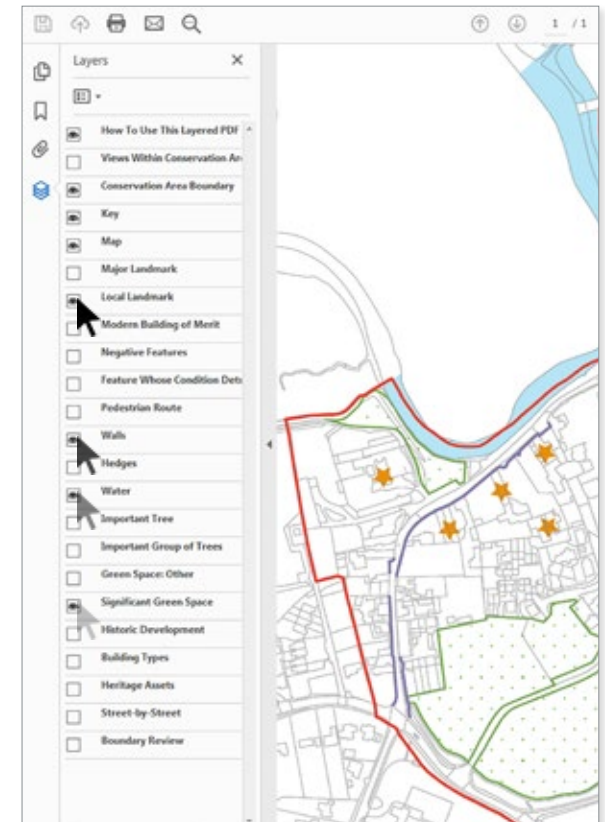 1 / 1
Layers
How To Use This Layered PDF
Views Within Conservation Are
Conservation Area Boundary
Key
Map
Major Landmark
Local Landmark
Modern Building of Merit
Negative Features
Feature Whose Condition Detr
Pedestrian Route
Walls
Hedges
Water
Important Tree
Important Group of Trees
Green Space: Other
Significant Green Space
Historic Development
Building Types
Heritage Assets
Street-by-Street
Boundary Review